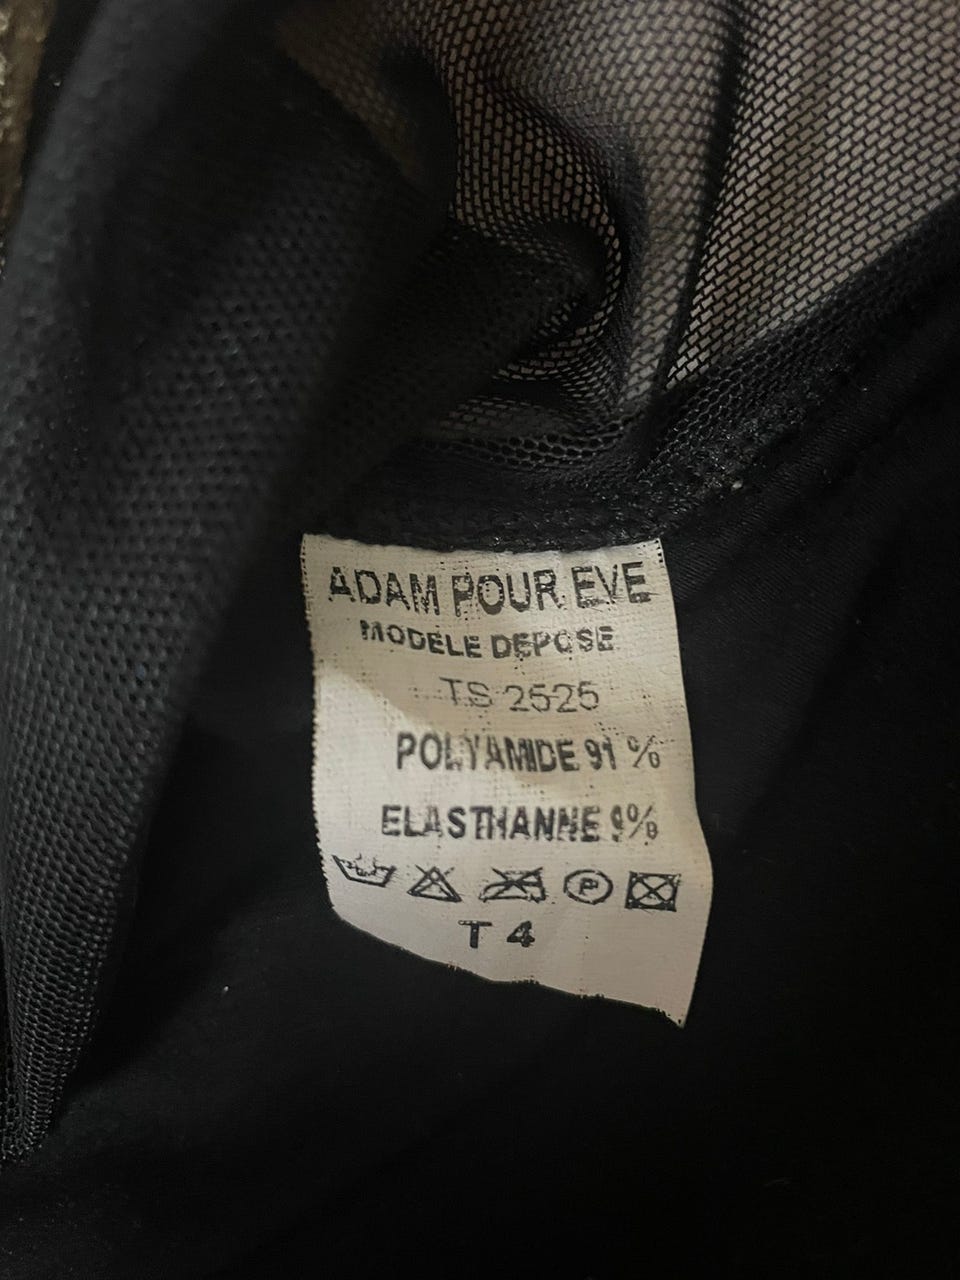 ADAM POUR EVE
MODELE DEPOSE
TS 2525
POLYAMIDE 91 %
ELASTHANNE 9%
P
T 4